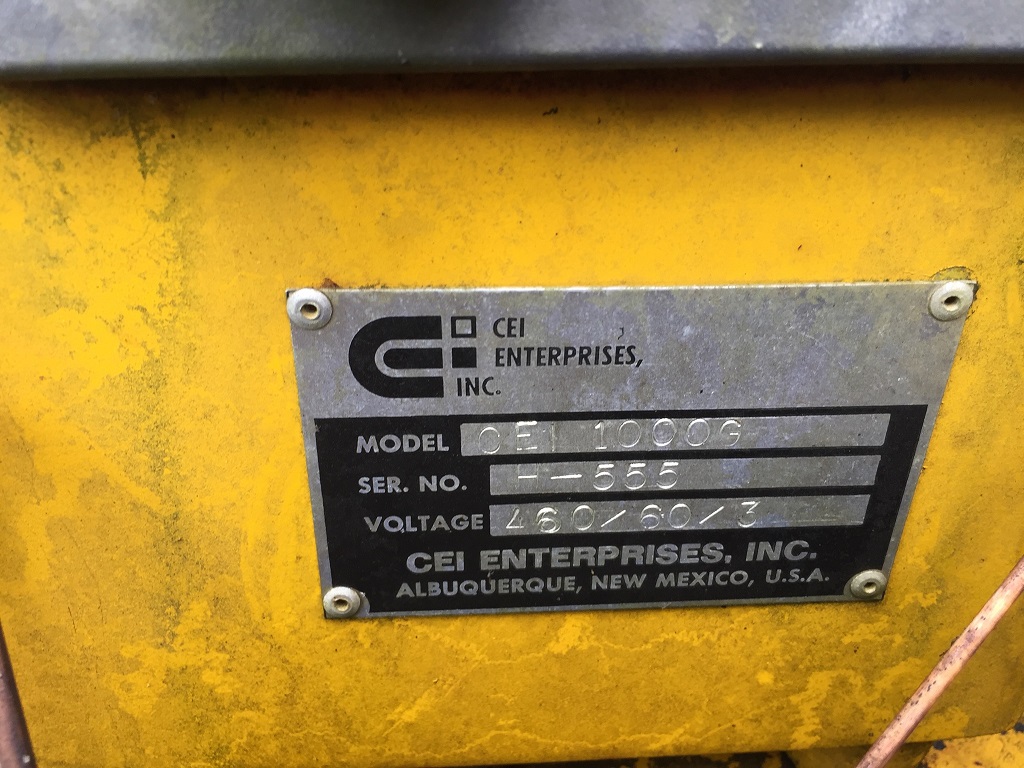 CEI
ENTERPRISES,
INC.
MODEL CEI 1000G
SER. NO. -555
VOLTAGE 460/60/3
CEI ENTERPRISES, INC.
ALBUQUERQUE, NEW MEXICO, U.S.A.